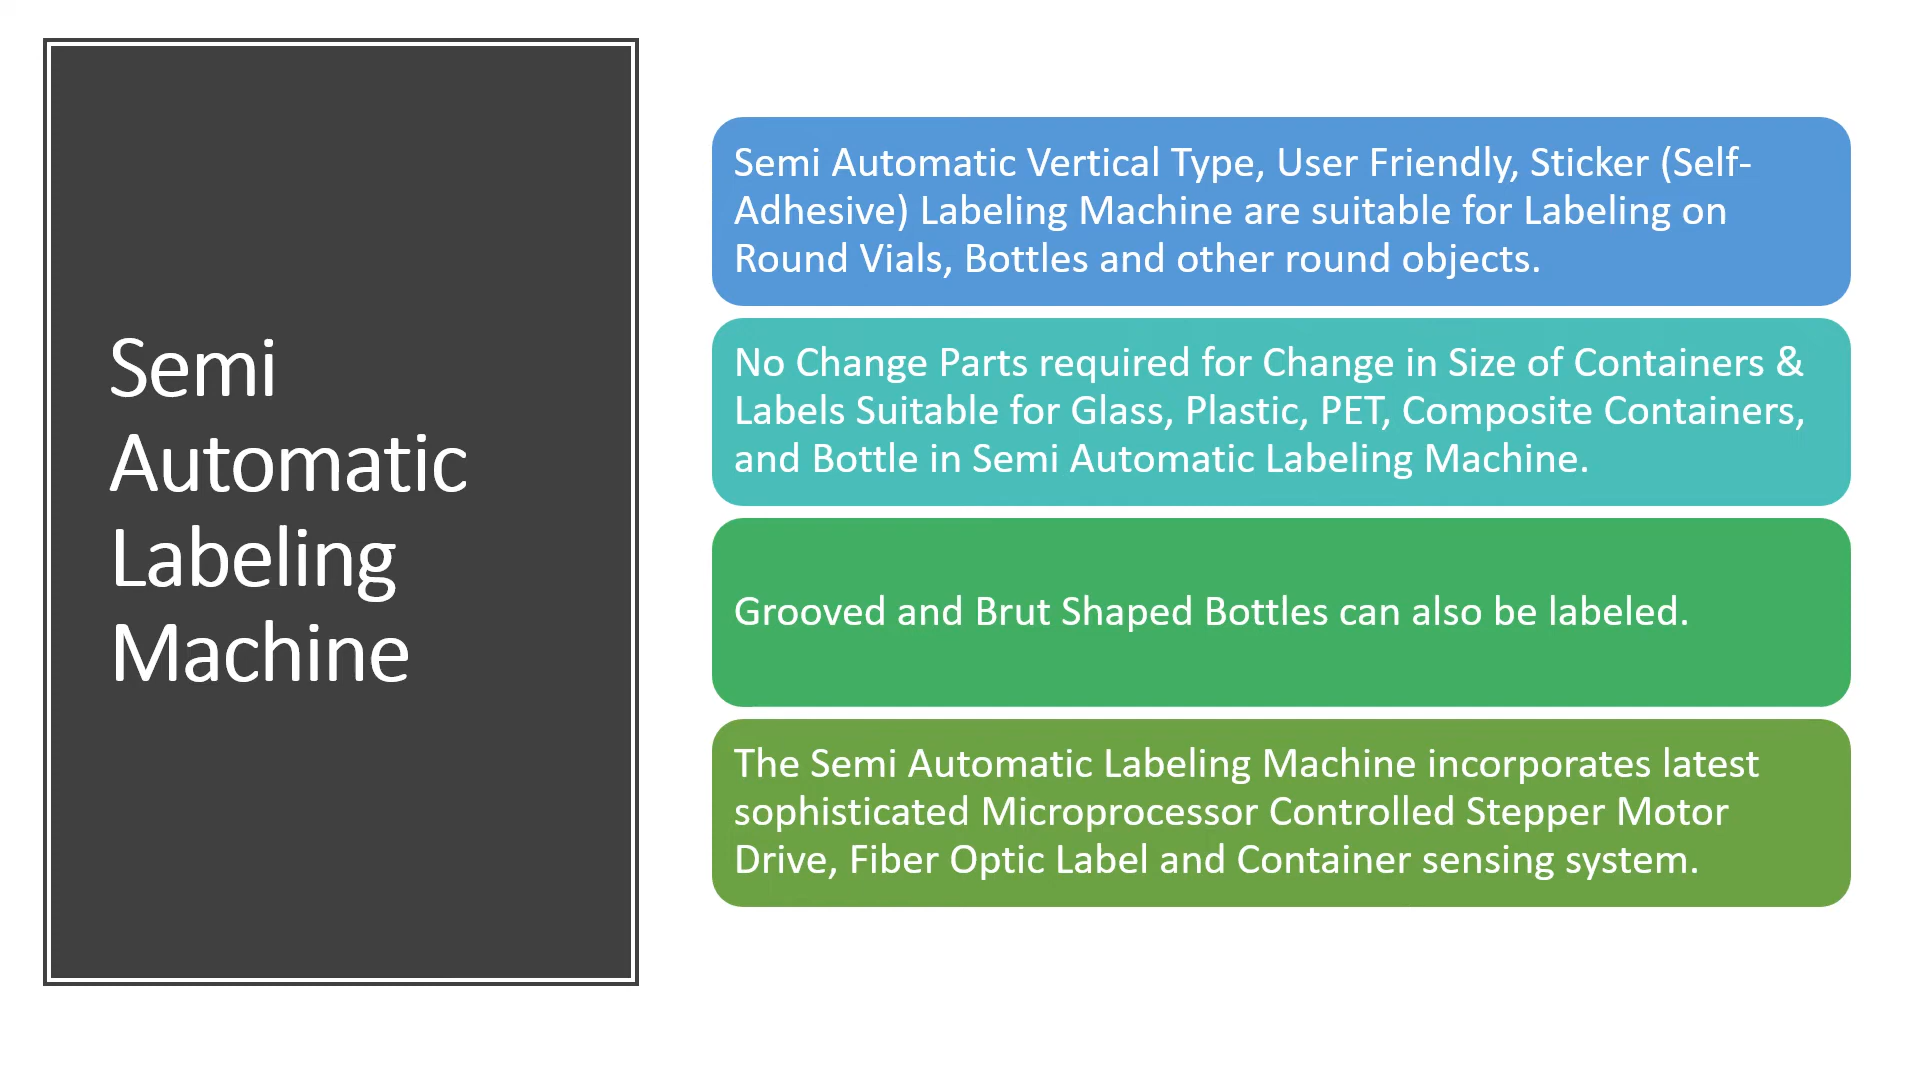 Semi
Automatic
Labeling
Machine
Semi Automatic Vertical Type, User Friendly, Sticker (Self-
Adhesive) Labeling Machine are suitable for Labeling on
Round Vials, Bottles and other round objects.
No Change Parts required for Change in Size of Containers &
Labels Suitable for Glass, Plastic, PET, Composite Containers,
and Bottle in Semi Automatic Labeling Machine.
Grooved and Brut Shaped Bottles can also be labeled.
The Semi Automatic Labeling Machine incorporates latest
sophisticated Microprocessor Controlled Stepper Motor
Drive, Fiber Optic Label and Container sensing system.